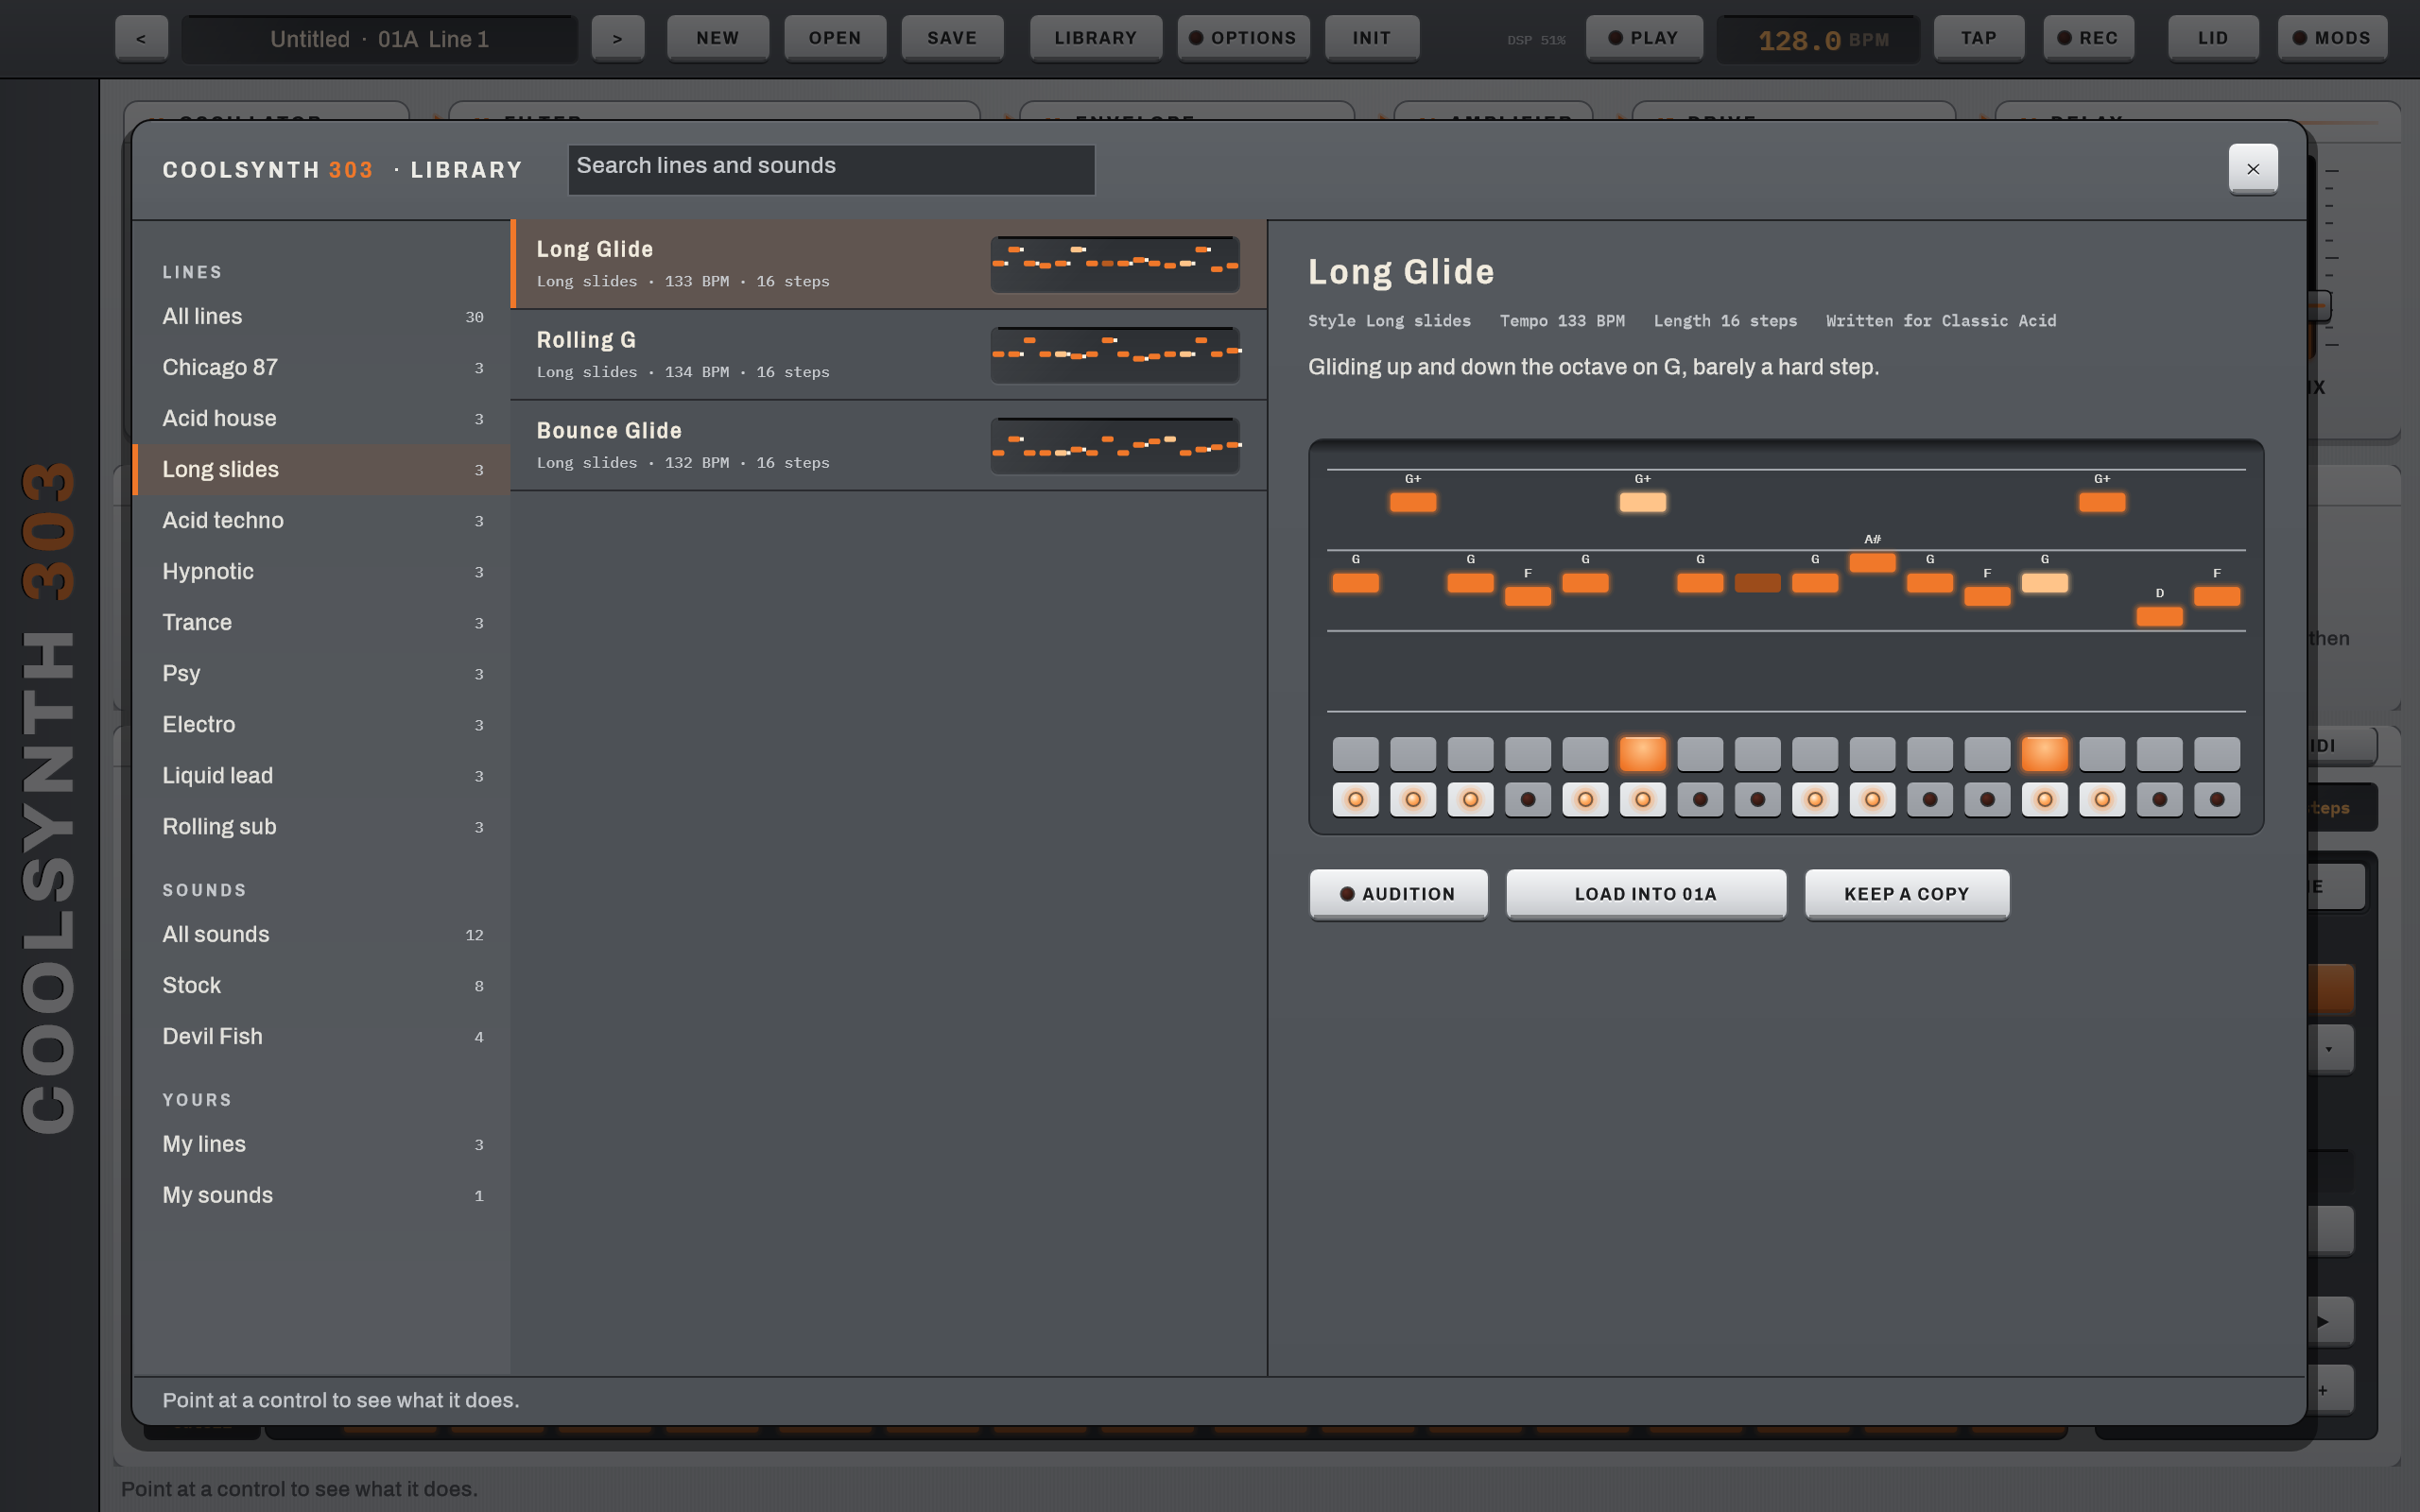 <
Untitled · 01A Line 1
>
NEW
OPEN
SAVE
LIBRARY
OPTIONS
INIT
DSP 51%
PLAY
128.0 BPM
TAP
REC
LID
MODS
COOLSYNTH 303
OSCILLATOR
FILTER
ENVELOPE
AMPLIFIER
DRIVE
DELAY
COOLSYNTH 303 · LIBRARY
Search lines and sounds
×
LINES
All lines 30
Chicago 87 3
Acid house 3
Long slides 3
Acid techno 3
Hypnotic 3
Trance 3
Psy 3
Electro 3
Liquid lead 3
Rolling sub 3
SOUNDS
All sounds 12
Stock 8
Devil Fish 4
YOURS
My lines 3
My sounds 1
Long Glide
Long slides · 133 BPM · 16 steps
Rolling G
Long slides · 134 BPM · 16 steps
Bounce Glide
Long slides · 132 BPM · 16 steps
Long Glide
Style Long slides Tempo 133 BPM Length 16 steps Written for Classic Acid
Gliding up and down the octave on G, barely a hard step.
G+ G+ G+
A#
G G G G G G G
F F F
D
AUDITION
LOAD INTO 01A
KEEP A COPY
then
Point at a control to see what it does.
Point at a control to see what it does.